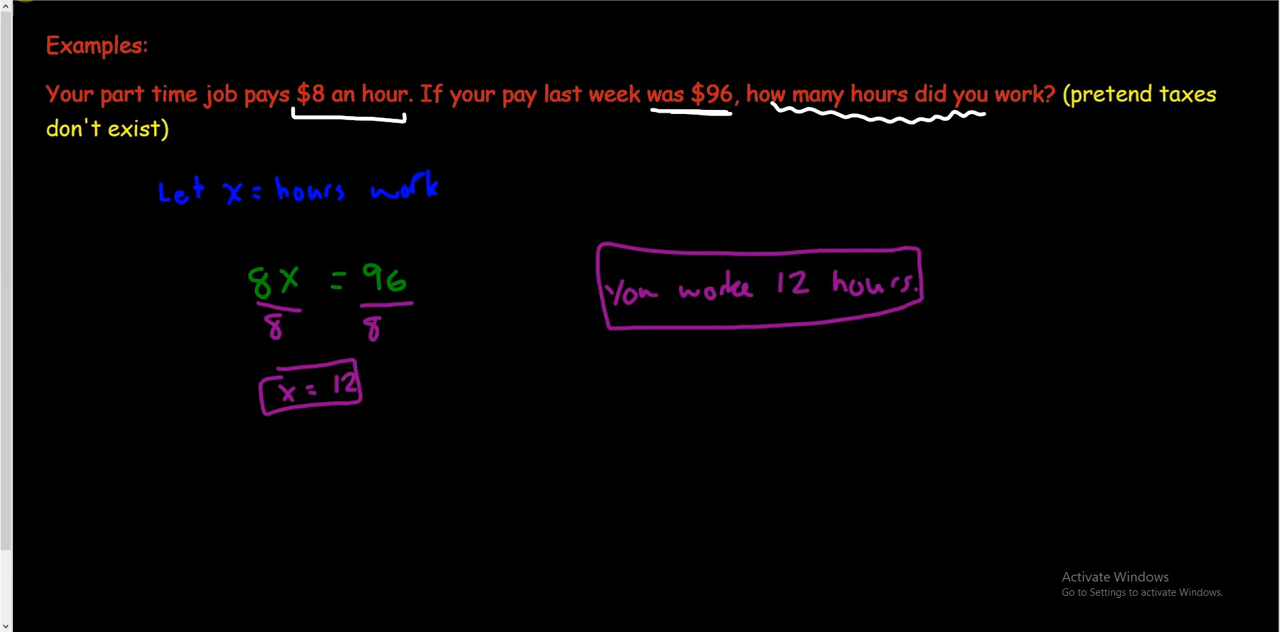 Examples:
Your part time job pays $8 an hour. If your pay last week was $96, how many hours did you work? (pretend taxes
don't exist)
Let x = hours work
8x = 96
8 8
x = 12
You worke 12 hours.
Activate Windows
Go to Settings to activate Windows.